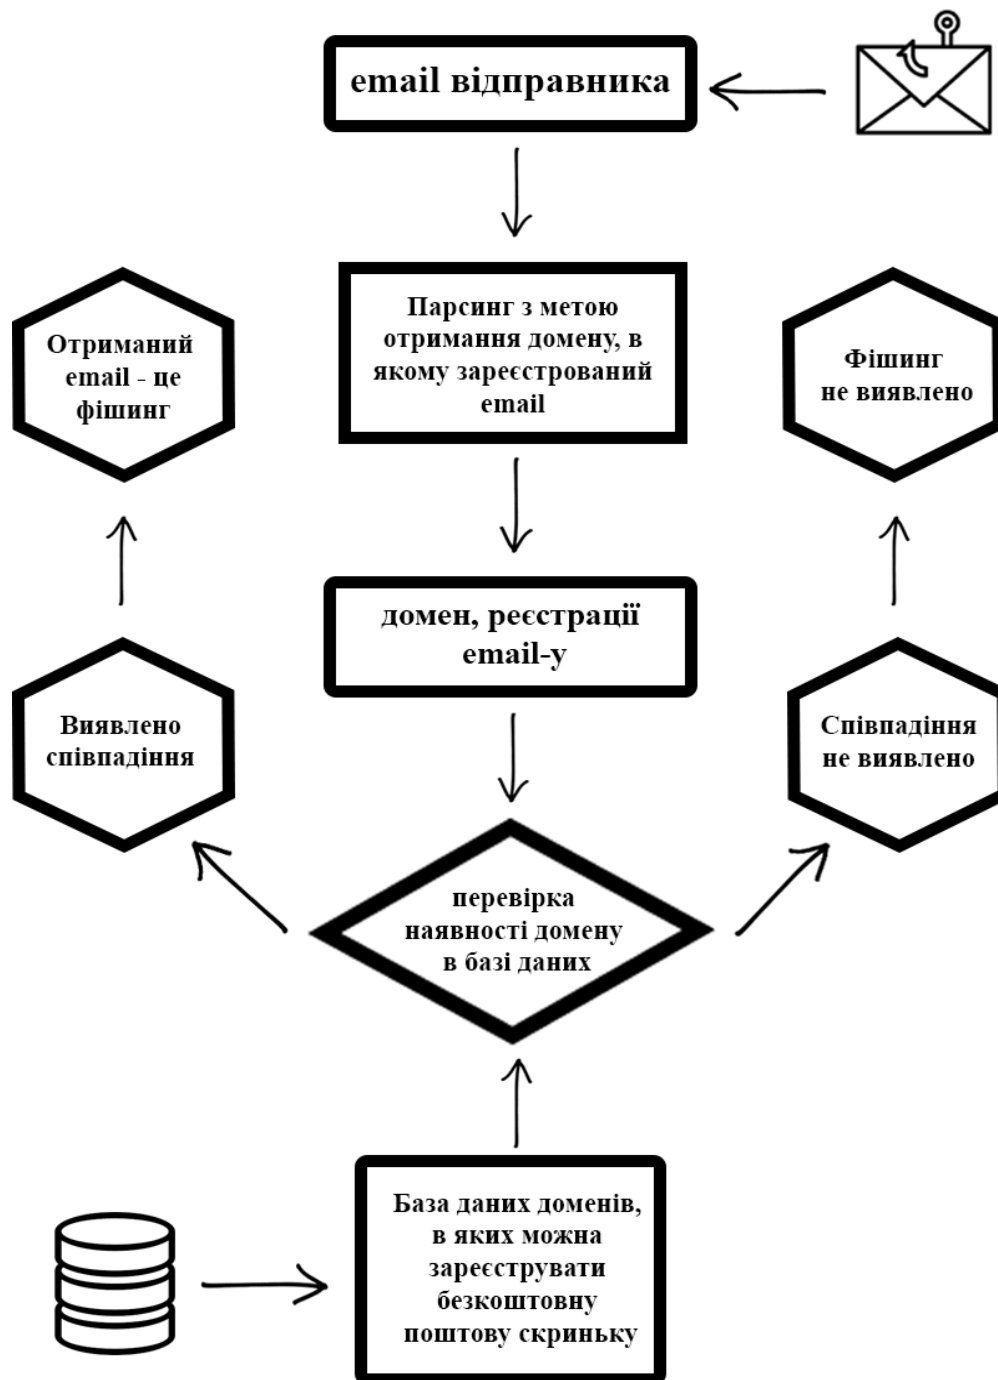 email відправника
Парсинг з метою
отримання домену, в
якому зареєстрований
email
Отриманий
email - це
фішинг
Фішинг
не виявлено
домен, реєстрації
email-у
Виявлено
співпадіння
Співпадіння
не виявлено
перевірка
наявності домену
в базі даних
База даних доменів,
в яких можна
зареєструвати
безкоштовну
поштову скриньку